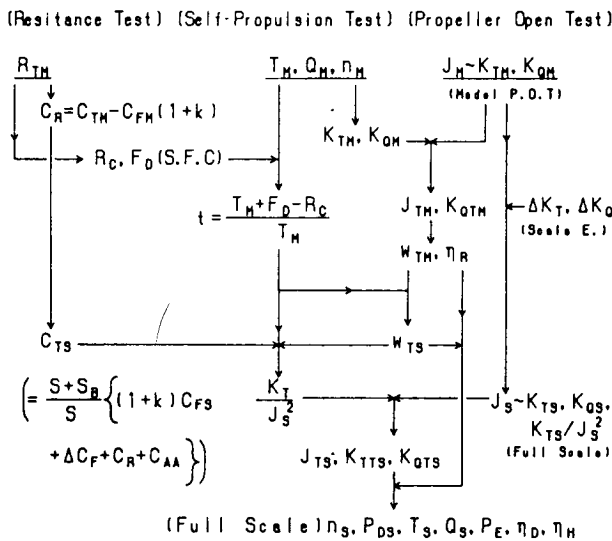 (Resitance Test) (Self-Propulsion Test) (Propeller Open Test)
R_TM T_M, Q_M, n_M J_M~K_TM, K_QM
(Model P.O.T)
C_R=C_TM-C_FM(1+k)
K_TM, K_QM
R_C, F_D(S.F.C)
t=(T_M+F_D-R_C)/T_M
J_TM, K_QTM
ΔK_T, ΔK_Q
(Scale E.)
W_TM, η_R
C_TS W_TS
(= (S+S_B)/S {(1+k)C_FS
+ΔC_F+C_R+C_AA})
K_T/J_S^2
J_S~K_TS, K_QS,
K_TS/J_S^2
(Full Scale)
J_TS, K_TTS, K_QTS
(Full Scale)n_S, P_DS, T_S, Q_S, P_E, η_D, η_H